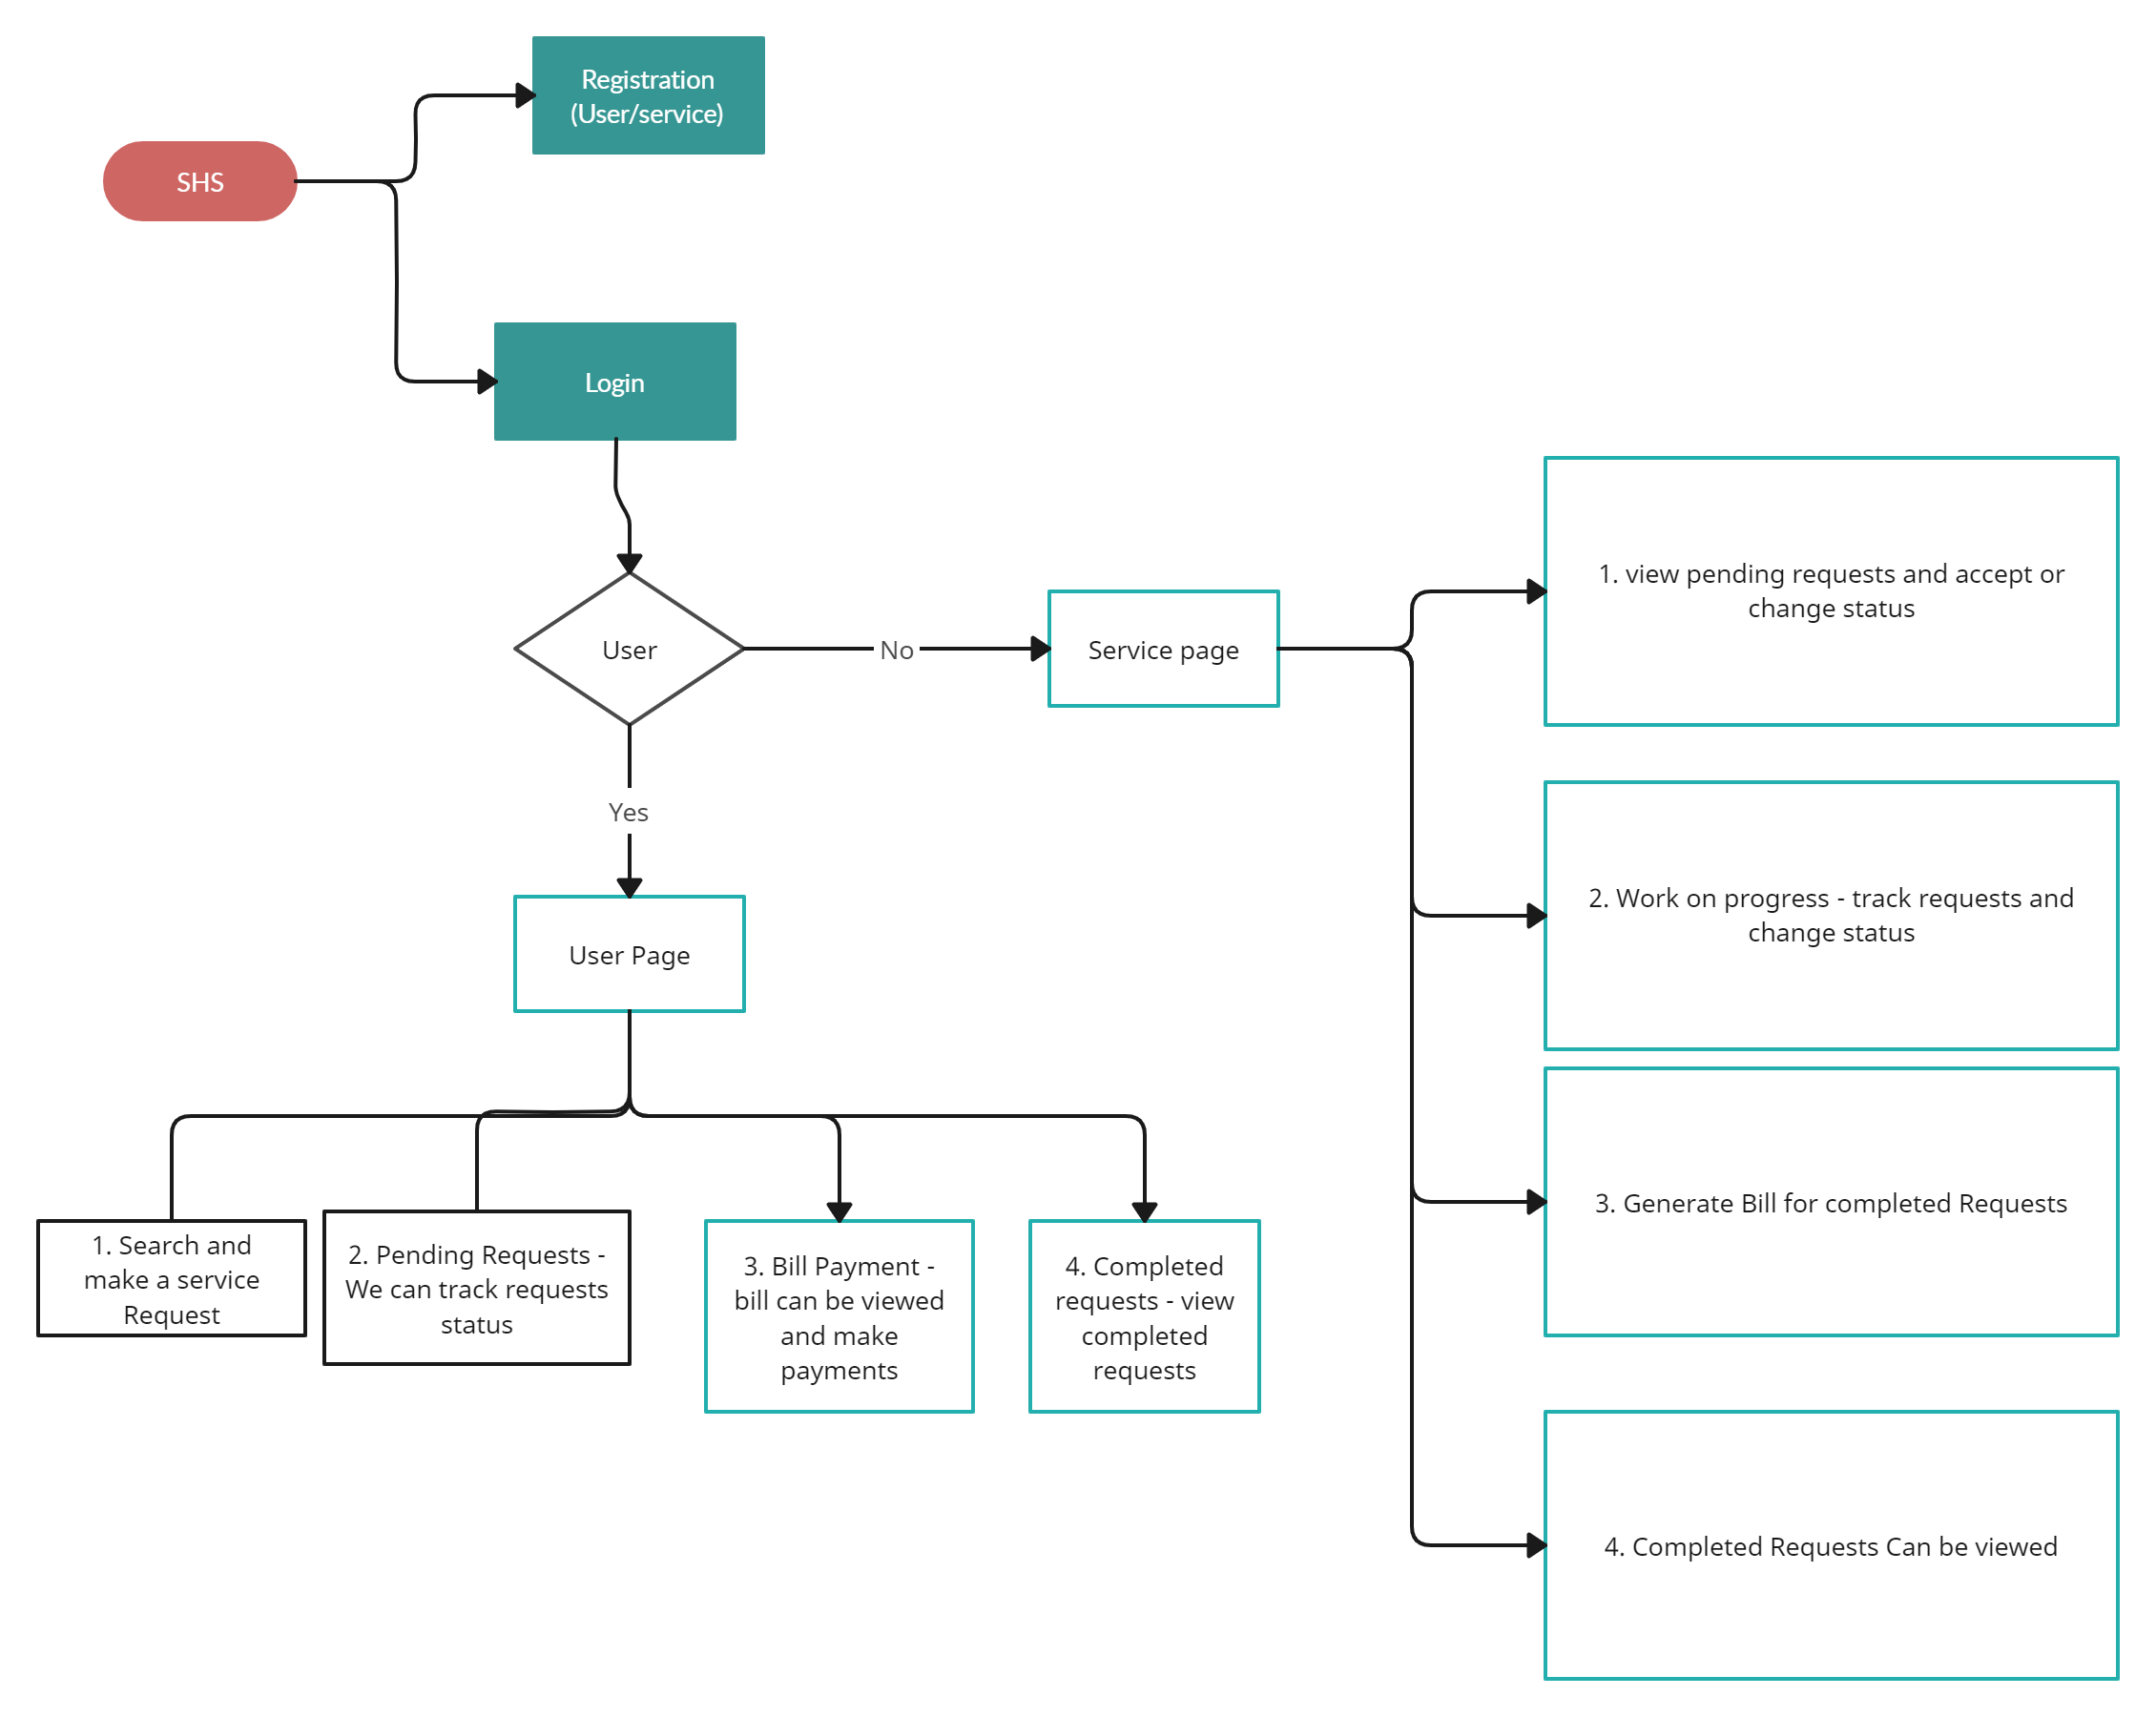 Registration
(User/service)
SHS
Login
User
No
Service page
Yes
User Page
1. Search and
make a service
Request
2. Pending Requests -
We can track requests
status
3. Bill Payment -
bill can be viewed
and make
payments
4. Completed
requests - view
completed
requests
1. view pending requests and accept or
change status
2. Work on progress - track requests and
change status
3. Generate Bill for completed Requests
4. Completed Requests Can be viewed